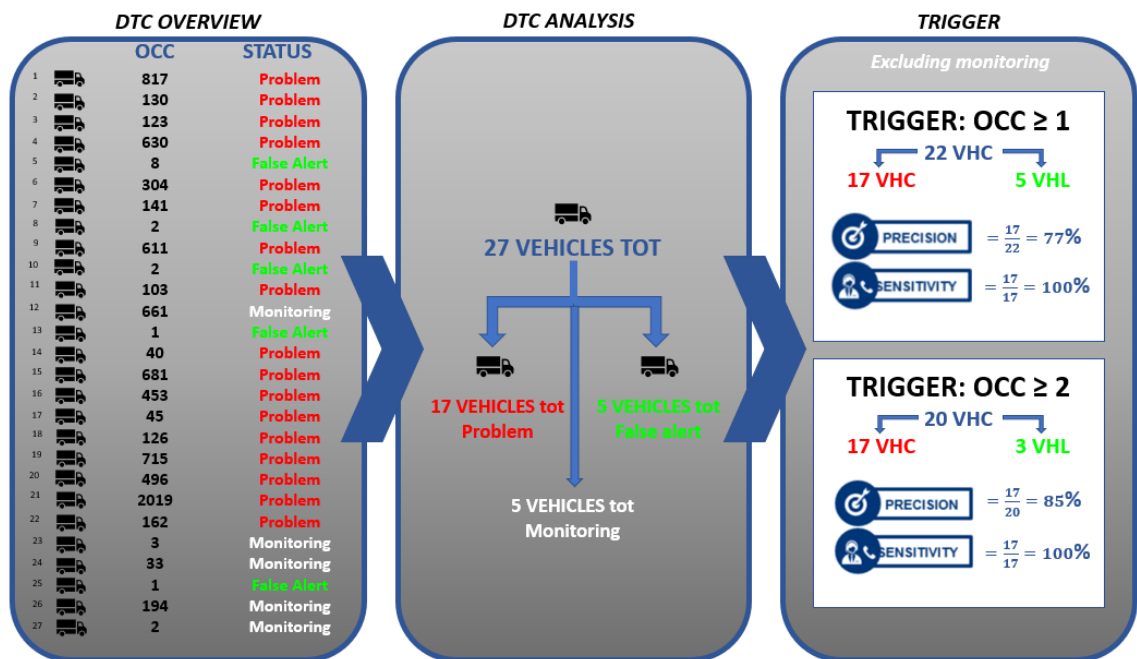 DTC OVERVIEW
OCC STATUS
1 817 Problem
2 130 Problem
3 123 Problem
4 630 Problem
5 8 False Alert
6 304 Problem
7 141 Problem
8 2 False Alert
9 611 Problem
10 2 False Alert
11 103 Problem
12 661 Monitoring
13 1 False Alert
14 40 Problem
15 681 Problem
16 453 Problem
17 45 Problem
18 126 Problem
19 715 Problem
20 496 Problem
21 2019 Problem
22 162 Problem
23 3 Monitoring
24 33 Monitoring
25 1 False Alert
26 194 Monitoring
27 2 Monitoring
DTC ANALYSIS
27 VEHICLES TOT
17 VEHICLES tot
Problem
5 VEHICLES tot
False alert
5 VEHICLES tot
Monitoring
TRIGGER
Excluding monitoring
TRIGGER: OCC ≥ 1
22 VHC
17 VHC 5 VHL
PRECISION = 17/22 = 77%
SENSITIVITY = 17/17 = 100%
TRIGGER: OCC ≥ 2
20 VHC
17 VHC 3 VHL
PRECISION = 17/20 = 85%
SENSITIVITY = 17/17 = 100%